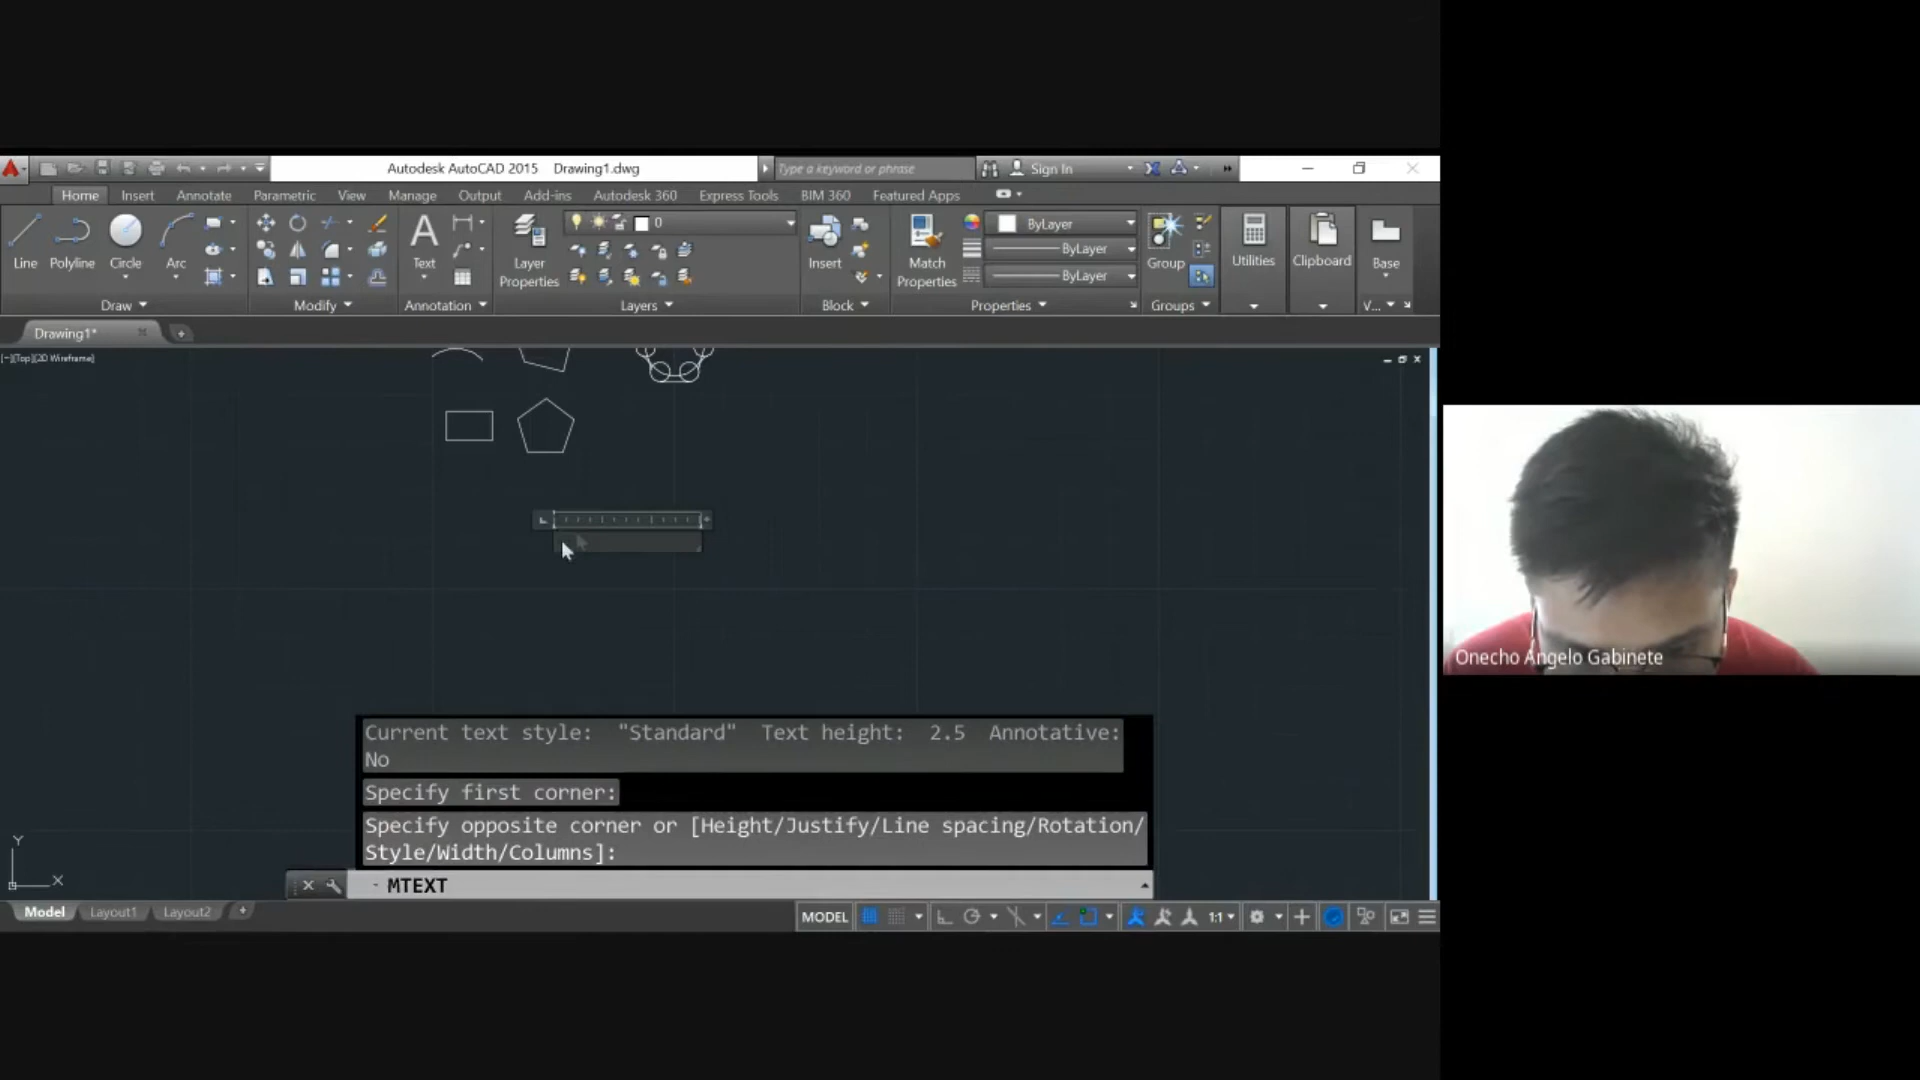 Autodesk AutoCAD 2015 Drawing1.dwg
Type a keyword or phrase
Sign In
Home Insert Annotate Parametric View Manage Output Add-ins Autodesk 360 Express Tools BIM 360 Featured Apps
0
ByLayer
ByLayer
ByLayer
Line Polyline Circle Arc
Text
Layer
Properties
Insert
Match
Properties
Group
Utilities
Clipboard
Base
Draw
Modify
Annotation
Layers
Block
Properties
Groups
V...
Drawing1*
[−][Top][2D Wireframe]
Current text style: "Standard" Text height: 2.5 Annotative:
No
Specify first corner:
Specify opposite corner or [Height/Justify/Line spacing/Rotation/
Style/Width/Columns]:
- MTEXT
Y
X
Model Layout1 Layout2
MODEL
1:1
Onecho Angelo Gabinete